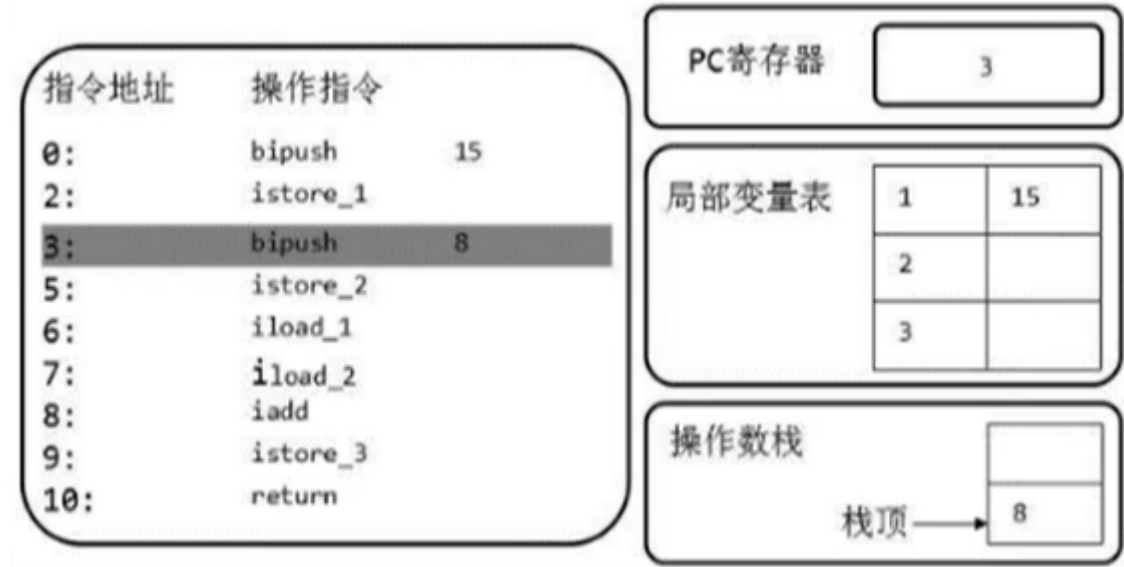 指令地址 操作指令
0: bipush 15
2: istore_1
3: bipush 8
5: istore_2
6: iload_1
7: iload_2
8: iadd
9: istore_3
10: return
PC寄存器 3
局部变量表 1 15
2
3
操作数栈
栈顶 8